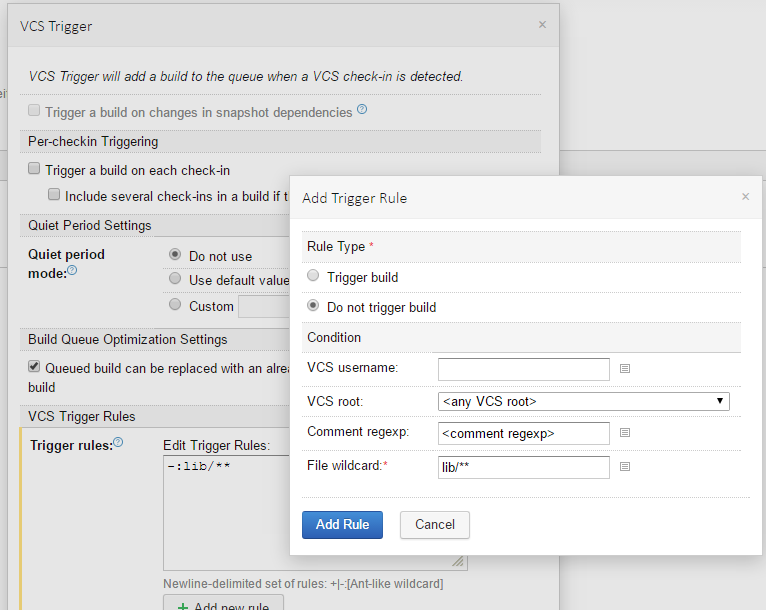 VCS Trigger
VCS Trigger will add a build to the queue when a VCS check-in is detected.
Trigger a build on changes in snapshot dependencies
Per-checkin Triggering
Trigger a build on each check-in
Include several check-ins in a build if
Quiet Period Settings
Quiet period
mode:
Do not use
Use default value
Custom
Build Queue Optimization Settings
Queued build can be replaced with an
build
VCS Trigger Rules
Trigger rules:
Edit Trigger Rules:
-:lib/**
Newline-delimited set of rules: +|-:[Ant-like wildcard]
+ Add new rule
Add Trigger Rule
Rule Type *
Trigger build
Do not trigger build
Condition
VCS username:
VCS root:
<any VCS root>
Comment regexp:
<comment regexp>
File wildcard:*
lib/**
Add Rule
Cancel